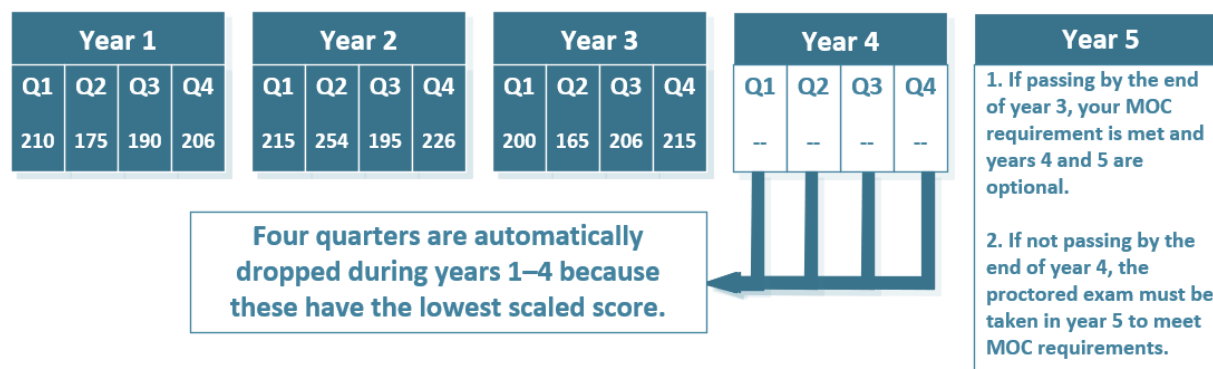 Year 1
Q1 Q2 Q3 Q4
210 175 190 206
Year 2
Q1 Q2 Q3 Q4
215 254 195 226
Year 3
Q1 Q2 Q3 Q4
200 165 206 215
Year 4
Q1 Q2 Q3 Q4
-- -- -- --
Year 5
1. If passing by the end
of year 3, your MOC
requirement is met and
years 4 and 5 are
optional.
2. If not passing by the
end of year 4, the
proctored exam must be
taken in year 5 to meet
MOC requirements.
Four quarters are automatically
dropped during years 1–4 because
these have the lowest scaled score.